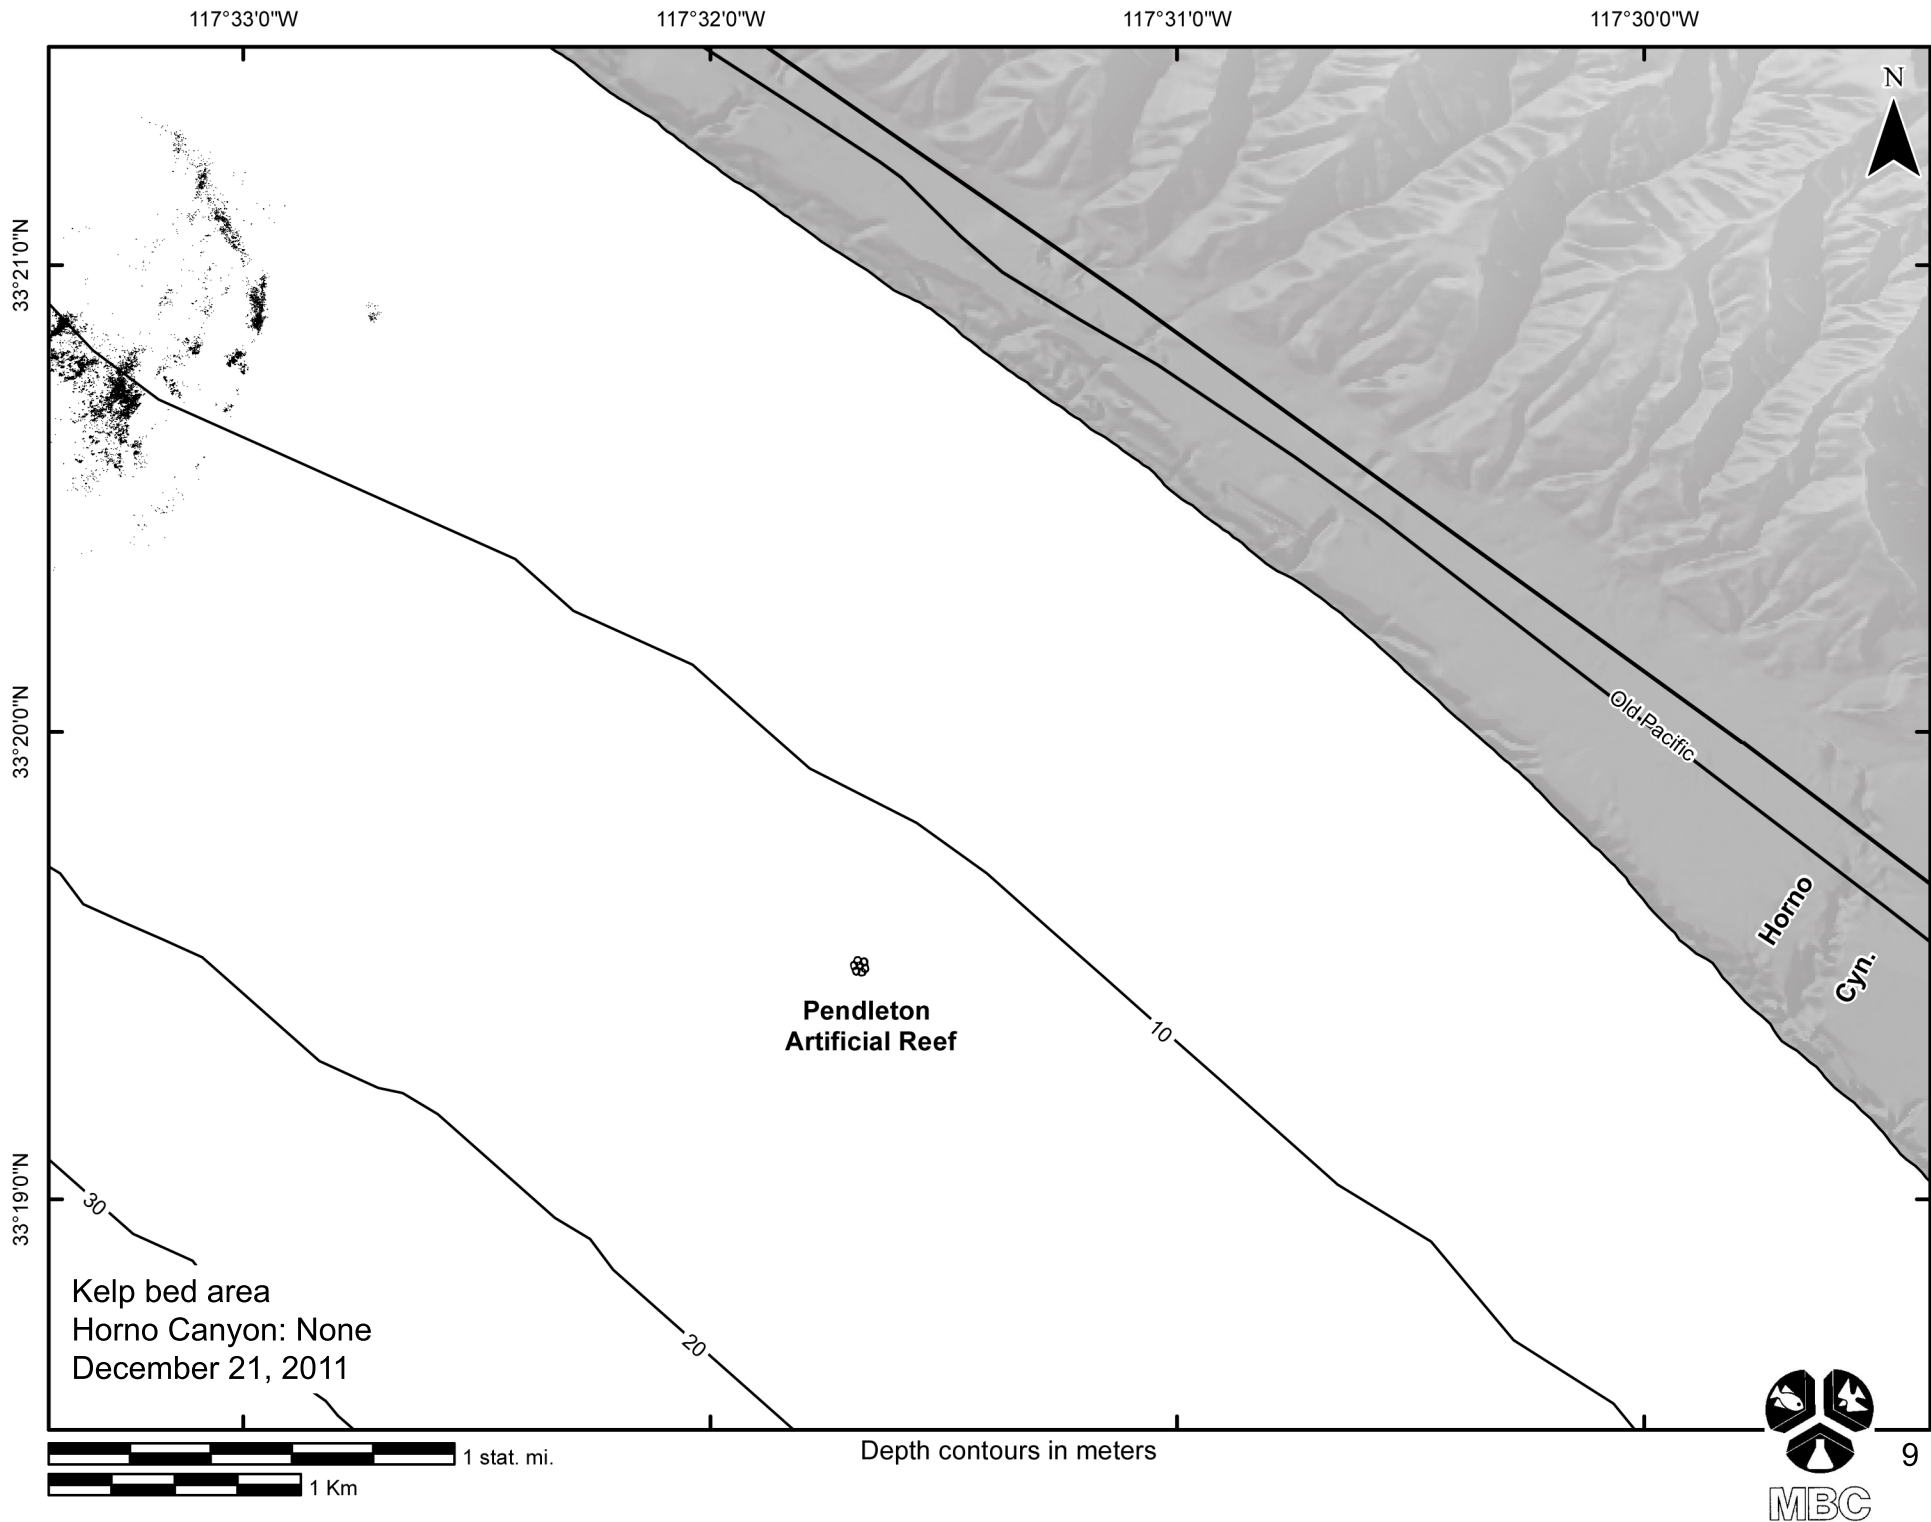 117°33'0"W
117°32'0"W
117°31'0"W
117°30'0"W
N
33°21'0"N
33°20'0"N
Old Pacific
Horno
Cyn.
Pendleton
Artificial Reef
10
33°19'0"N
30
20
Kelp bed area
Horno Canyon: None
December 21, 2011
1 stat. mi.
Depth contours in meters
9
1 Km
MBC